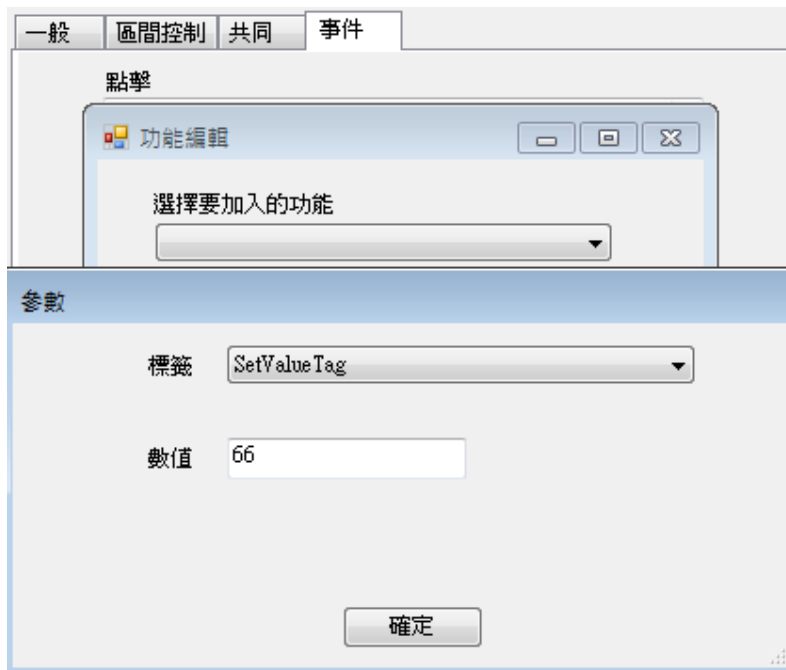 一般 區間控制 共同 事件
點擊
功能編輯
選擇要加入的功能
參數
標籤 SetValueTag
數值 66
確定